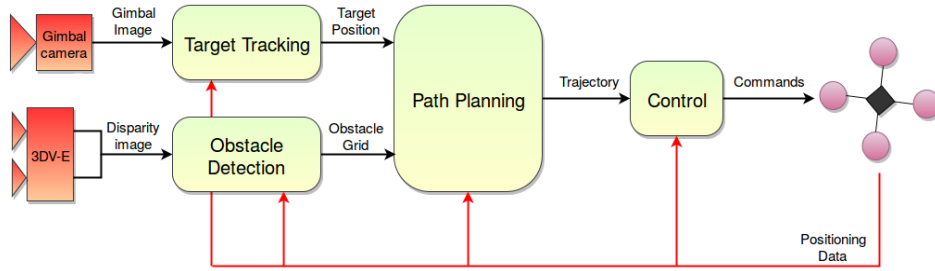 Gimbal
camera
Gimbal
Image
Target Tracking
Target
Position
3DV-E
Disparity
image
Obstacle
Detection
Obstacle
Grid
Path Planning
Trajectory
Control
Commands
Positioning
Data